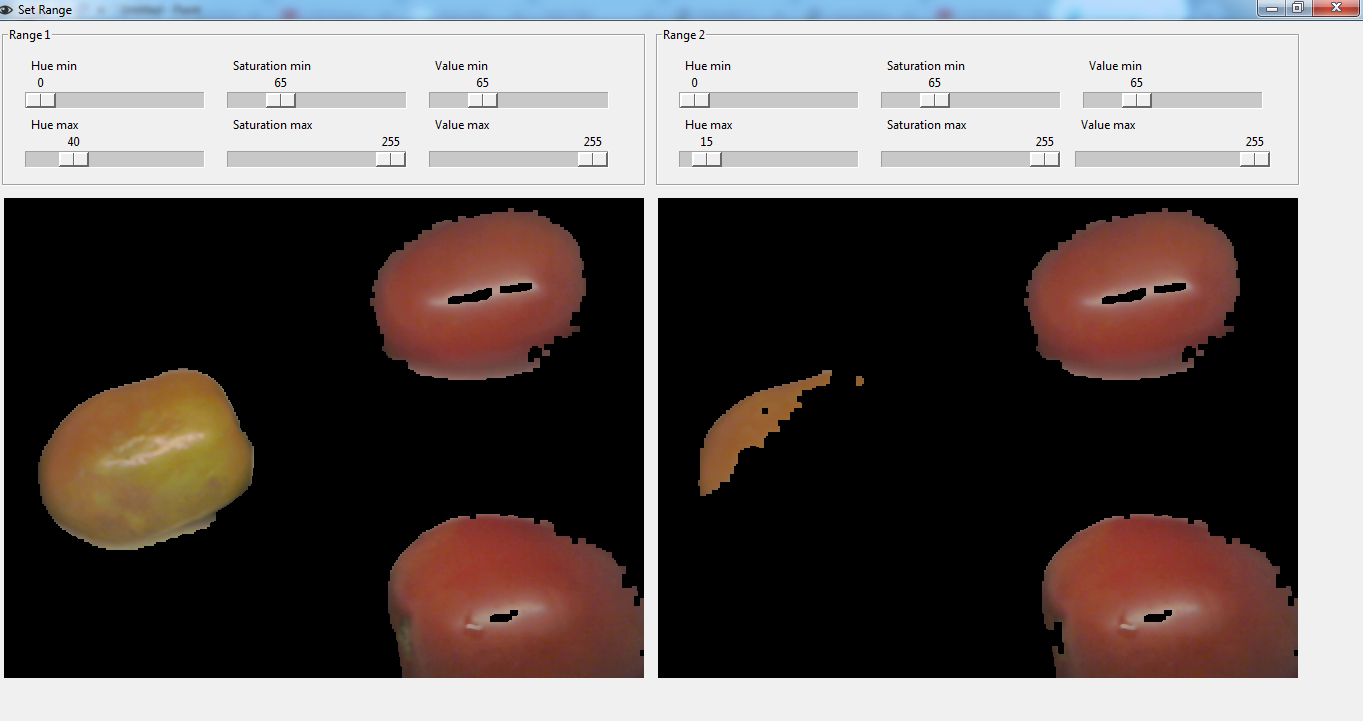 Set Range
Range 1
Hue min
Saturation min
Value min
0
65
65
Hue max
Saturation max
Value max
40
255
255
Range 2
Hue min
Saturation min
Value min
0
65
65
Hue max
Saturation max
Value max
15
255
255